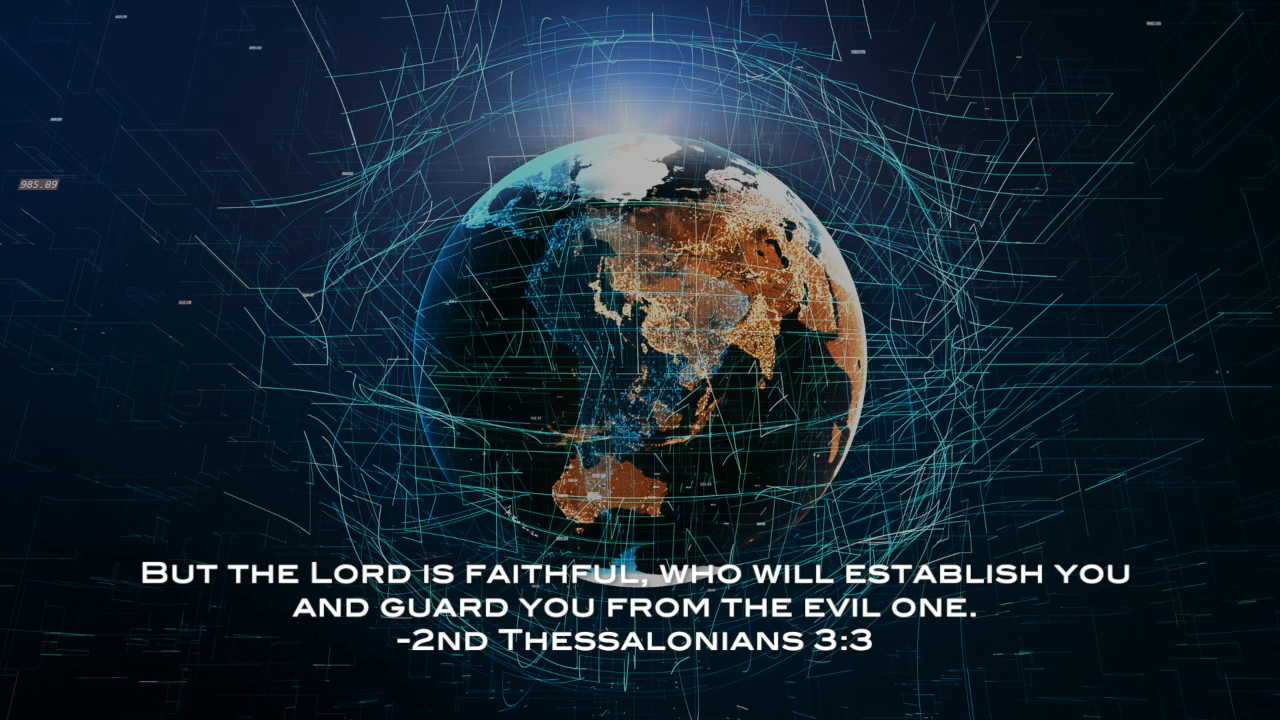 985.09
But the Lord is faithful, who will establish you
and guard you from the evil one.
-2nd Thessalonians 3:3